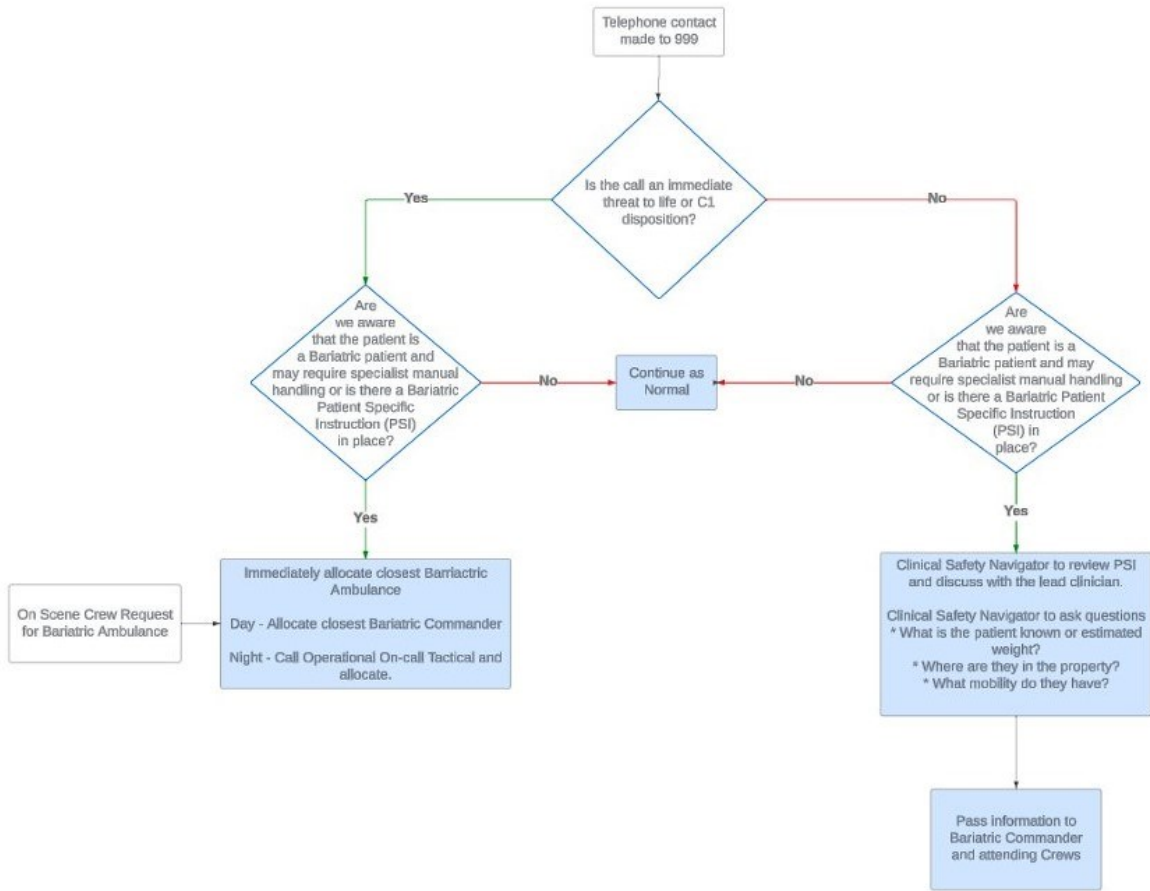 Telephone contact
made to 999
Is the call an immediate
threat to life or C1
disposition?
Yes
No
Are
we aware
that the patient is
a Bariatric patient and
may require specialist manual
handling or is there a Bariatric
Patient Specific
Instruction (PSI)
in place?
No
Continue as
Normal
No
Are
we aware
that the patient is a
Bariatric patient and may
require specialist manual handling
or is there a Bariatric Patient
Specific Instruction
(PSI) in
place?
Yes
Yes
On Scene Crew Request
for Bariatric Ambulance
Immediately allocate closest Barriactric
Ambulance
Day - Allocate closest Bariatric Commander
Night - Call Operational On-call Tactical and
allocate.
Clinical Safety Navigator to review PSI
and discuss with the lead clinician.
Clinical Safety Navigator to ask questions
* What is the patient known or estimated
weight?
* Where are they in the property?
* What mobility do they have?
Pass information to
Bariatric Commander
and attending Crews